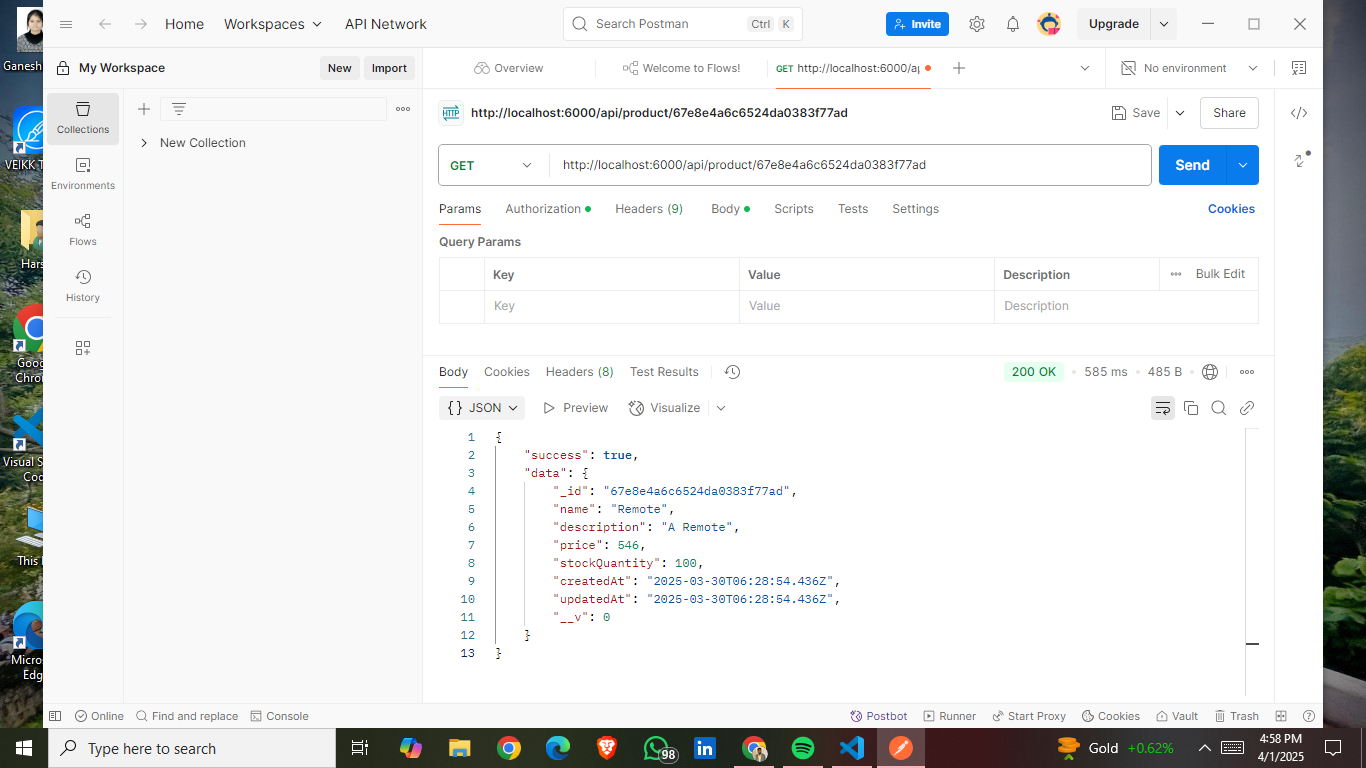 Home
Workspaces
API Network
Search Postman
Ctrl K
Invite
Upgrade
Ganesh
My Workspace
New
Import
Overview
Welcome to Flows!
GET http://localhost:6000/ap
No environment
Collections
HTTP
http://localhost:6000/api/product/67e8e4a6c6524da0383f77ad
Save
Share
New Collection
GET
http://localhost:6000/api/product/67e8e4a6c6524da0383f77ad
Send
VEIKK T
Environments
Params
Authorization
Headers (9)
Body
Scripts
Tests
Settings
Cookies
Flows
Query Params
Hars
History
Key
Value
Description
Bulk Edit
Key
Value
Description
Goog
Chron
Body
Cookies
Headers (8)
Test Results
200 OK
585 ms
485 B
{} JSON
Preview
Visualize
1 {
2 "success": true,
3 "data": {
4 "_id": "67e8e4a6c6524da0383f77ad",
5 "name": "Remote",
6 "description": "A Remote",
7 "price": 546,
8 "stockQuantity": 100,
9 "createdAt": "2025-03-30T06:28:54.436Z",
10 "updatedAt": "2025-03-30T06:28:54.436Z",
11 "__v": 0
12 }
13 }
Visual S
Cod
This
Micros
Edg
Online
Find and replace
Console
Postbot
Runner
Start Proxy
Cookies
Vault
Trash
Type here to search
98
Gold +0.62%
4:58 PM
4/1/2025